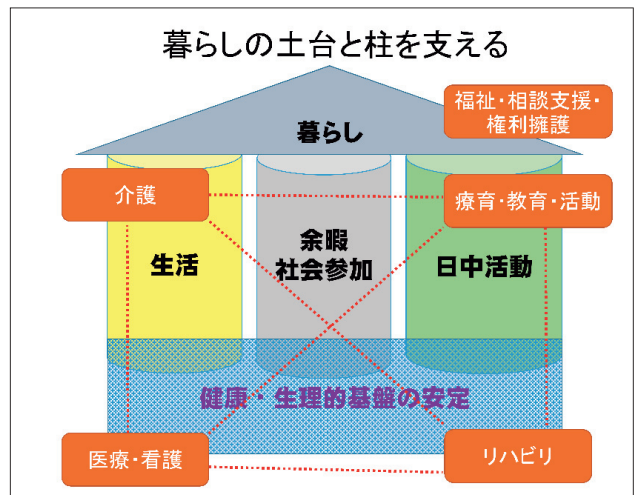 暮らしの土台と柱を支える
福祉・相談支援・
権利擁護
暮らし
介護
療育・教育・活動
生活
余暇
社会参加
日中活動
健康・生理的基盤の安定
医療・看護
リハビリ